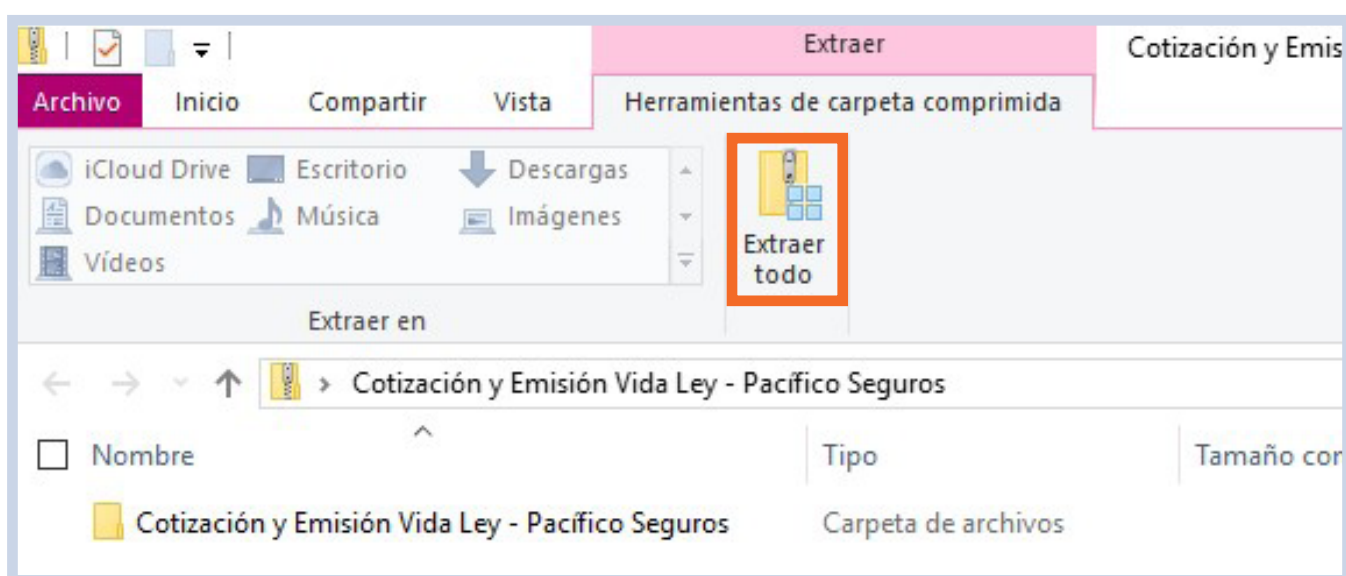 Extraer
Cotización y Emis
Archivo Inicio Compartir Vista Herramientas de carpeta comprimida
iCloud Drive Escritorio Descargas
Documentos Música Imágenes
Vídeos
Extraer
todo
Extraer en
Cotización y Emisión Vida Ley - Pacífico Seguros
Nombre Tipo Tamaño con
Cotización y Emisión Vida Ley - Pacífico Seguros Carpeta de archivos